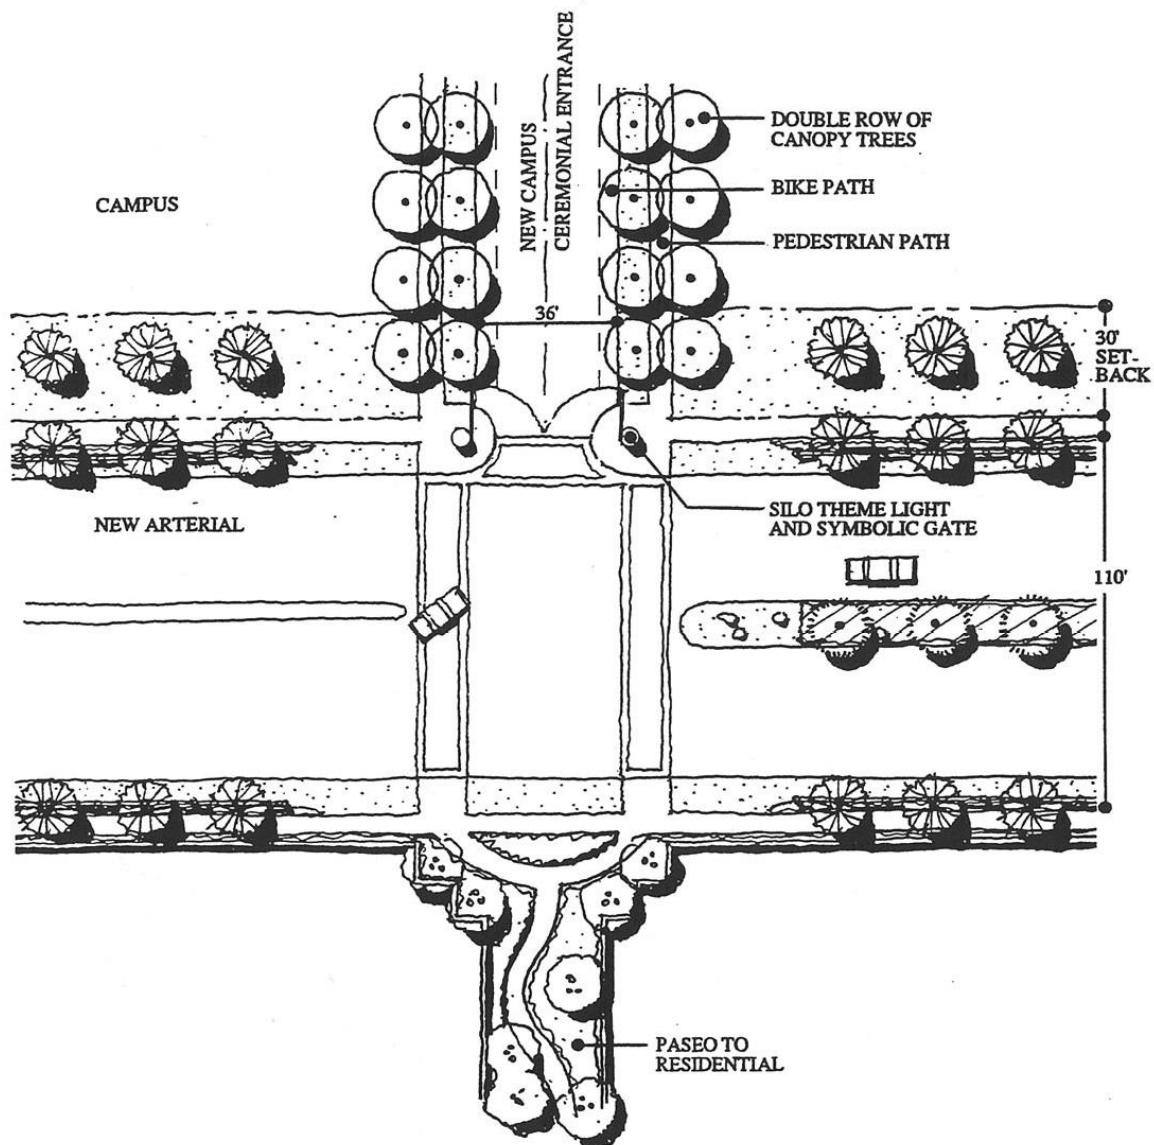 NEW CAMPUS
CEREMONIAL ENTRANCE
DOUBLE ROW OF
CANOPY TREES
BIKE PATH
CAMPUS
PEDESTRIAN PATH
36'
30'
SET-
BACK
NEW ARTERIAL
SILO THEME LIGHT
AND SYMBOLIC GATE
110'
PASEO TO
RESIDENTIAL